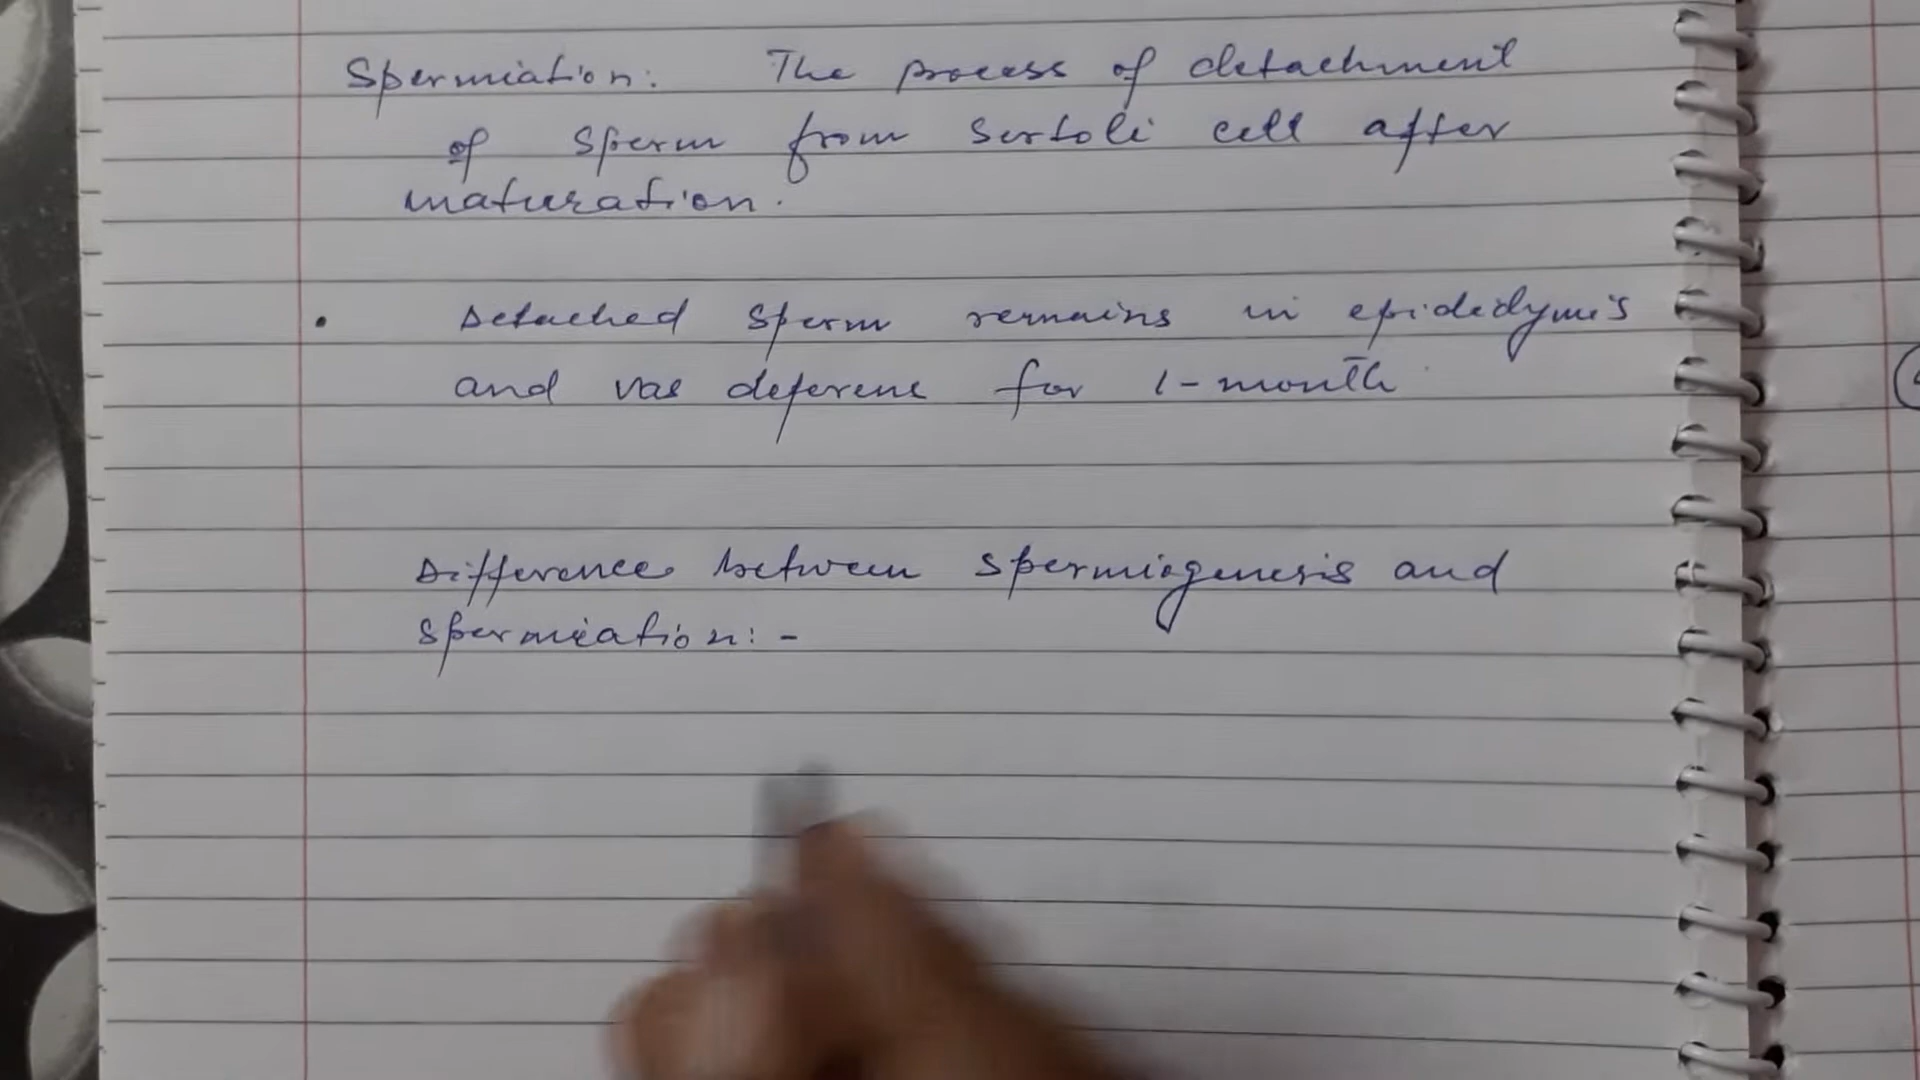 Spermiation: The process of detachment
of sperm from Sertoli cell after
maturation.
• Detached sperm remains in epididymis
and vas deferens for 1-month
Difference between spermiogenesis and
spermiation:-